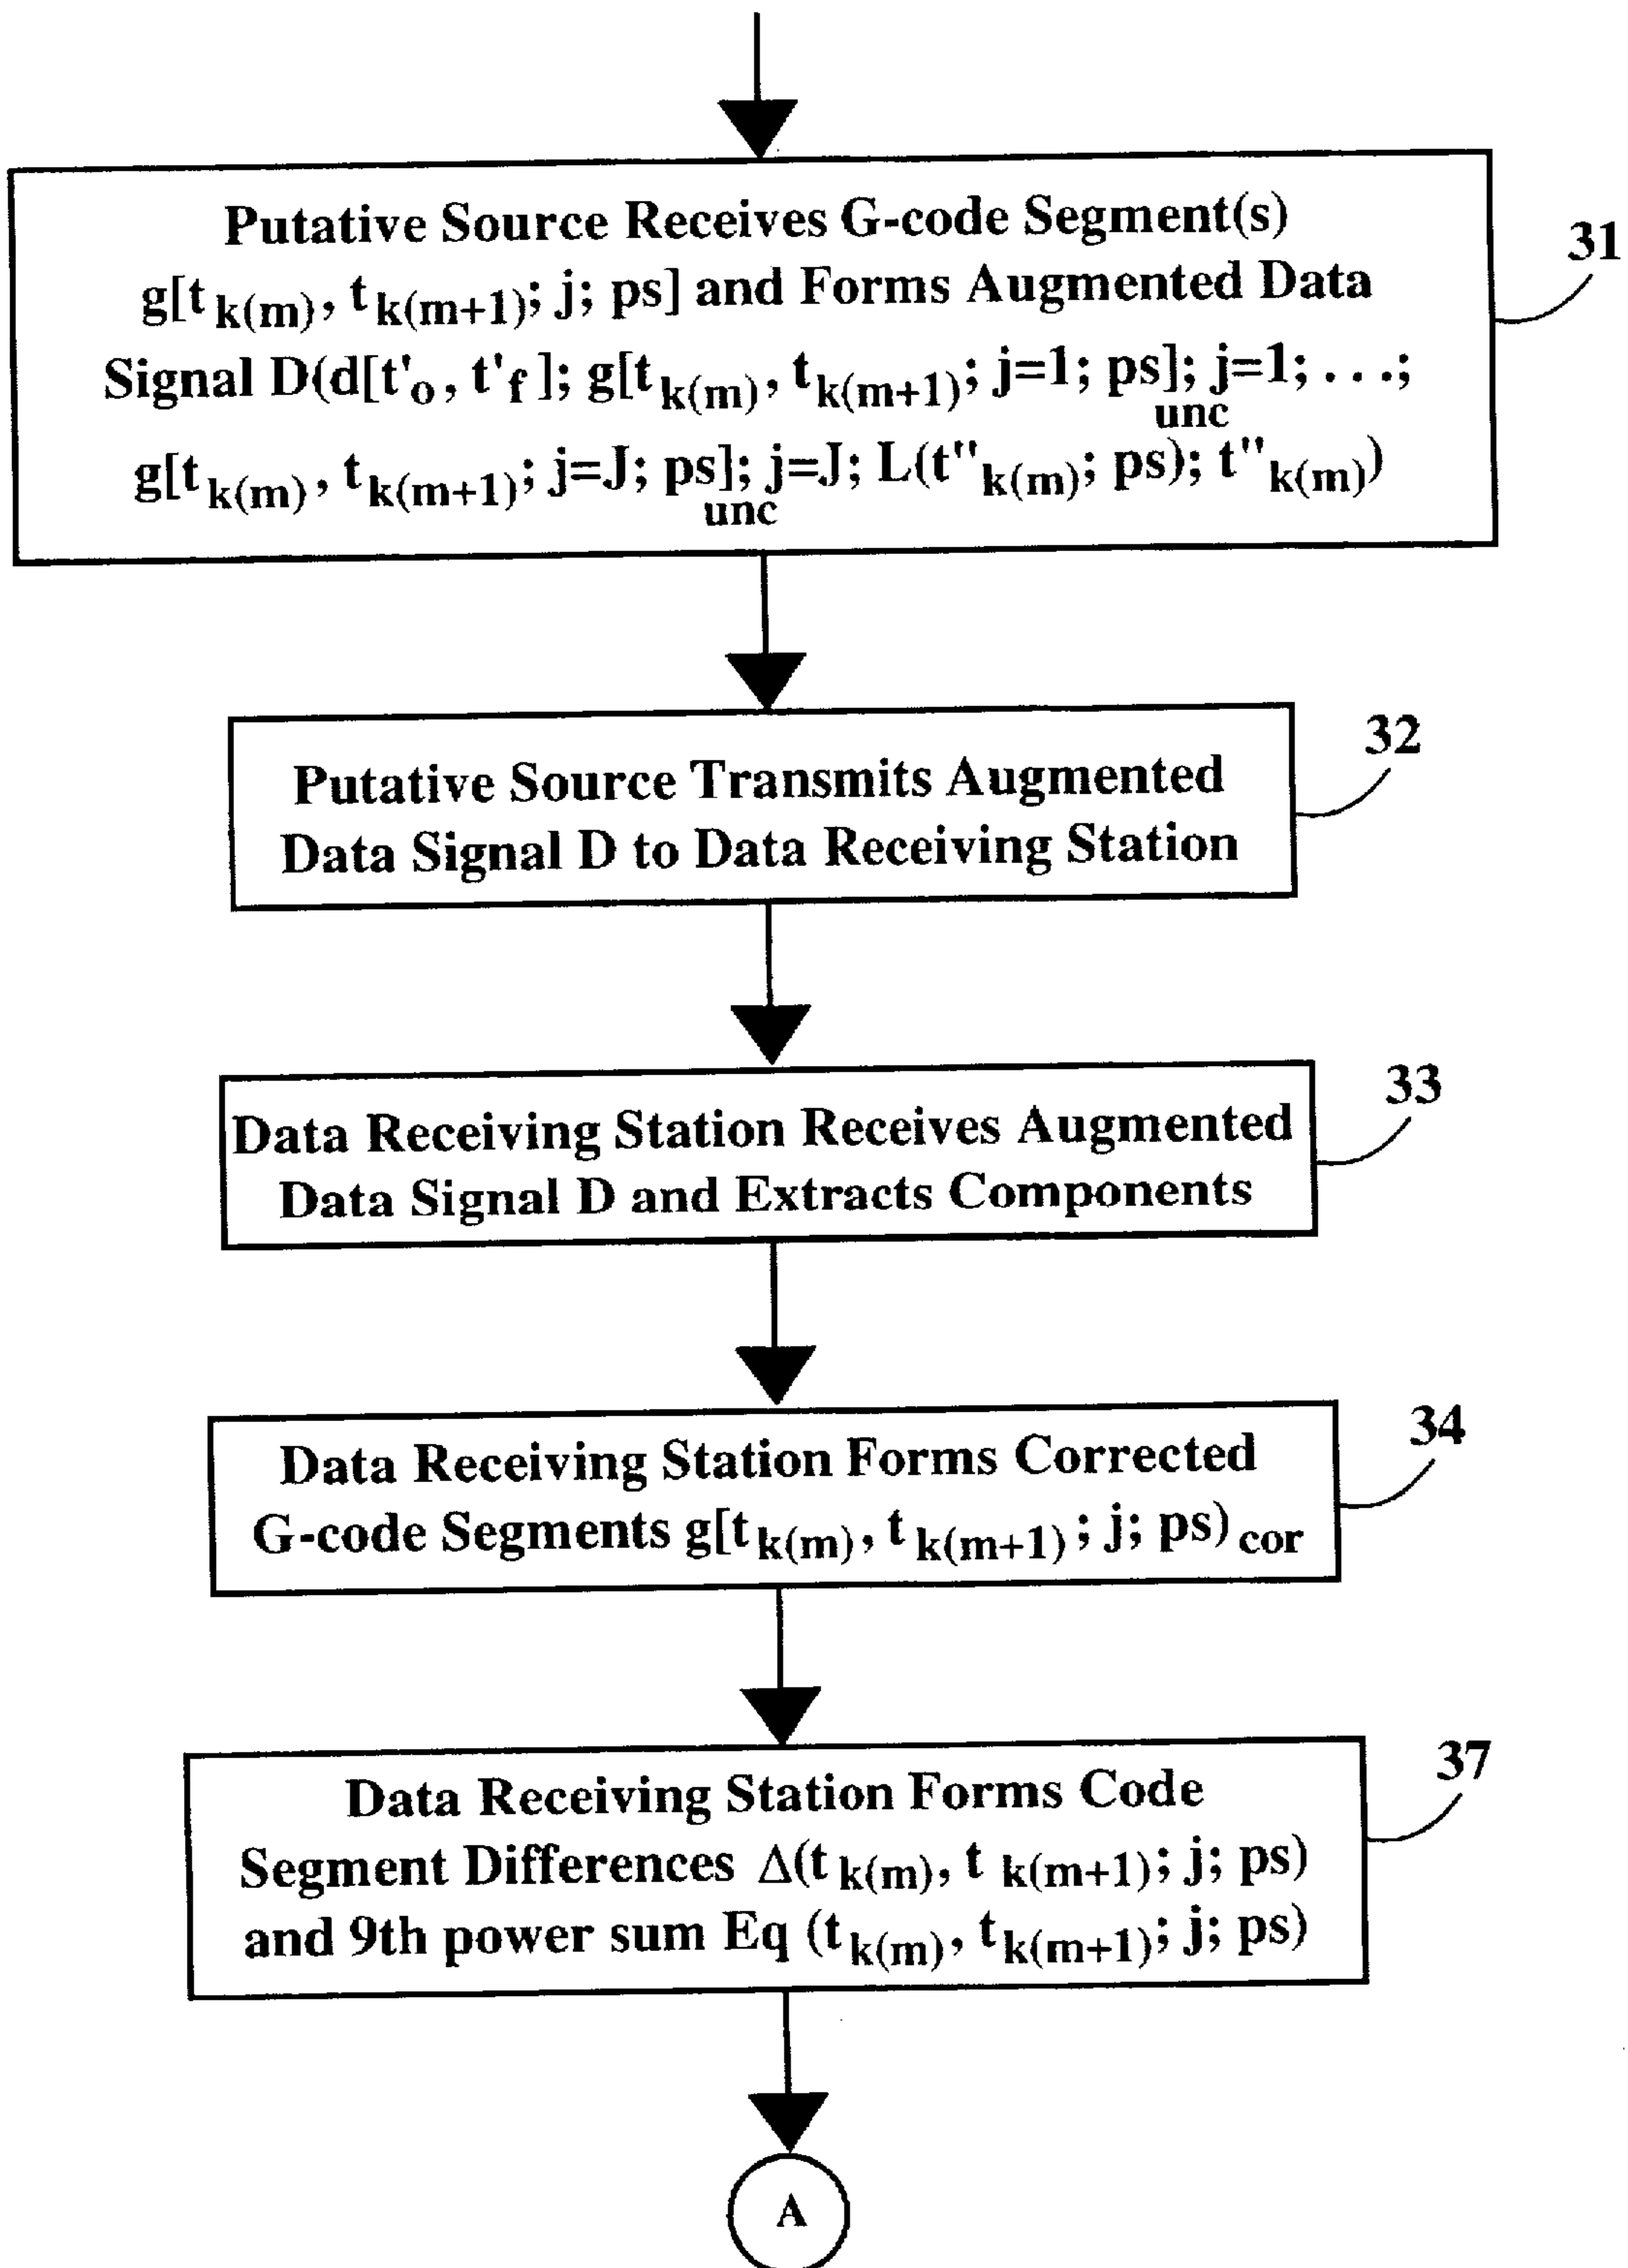 Putative Source Receives G-code Segment(s)
31
g[t k(m), t k(m+1); j; ps] and Forms Augmented Data
Signal D(d[t'o, t'f]; g[t k(m), t k(m+1); j=1; ps]unc; j=1; . . .;
g[t k(m), t k(m+1); j=J; ps]unc; j=J; L(t"k(m); ps); t"k(m))
32
Putative Source Transmits Augmented
Data Signal D to Data Receiving Station
33
Data Receiving Station Receives Augmented
Data Signal D and Extracts Components
34
Data Receiving Station Forms Corrected
G-code Segments g[t k(m), t k(m+1); j; ps)cor
37
Data Receiving Station Forms Code
Segment Differences Δ(t k(m), t k(m+1); j; ps)
and 9th power sum Eq (t k(m), t k(m+1); j; ps)
A